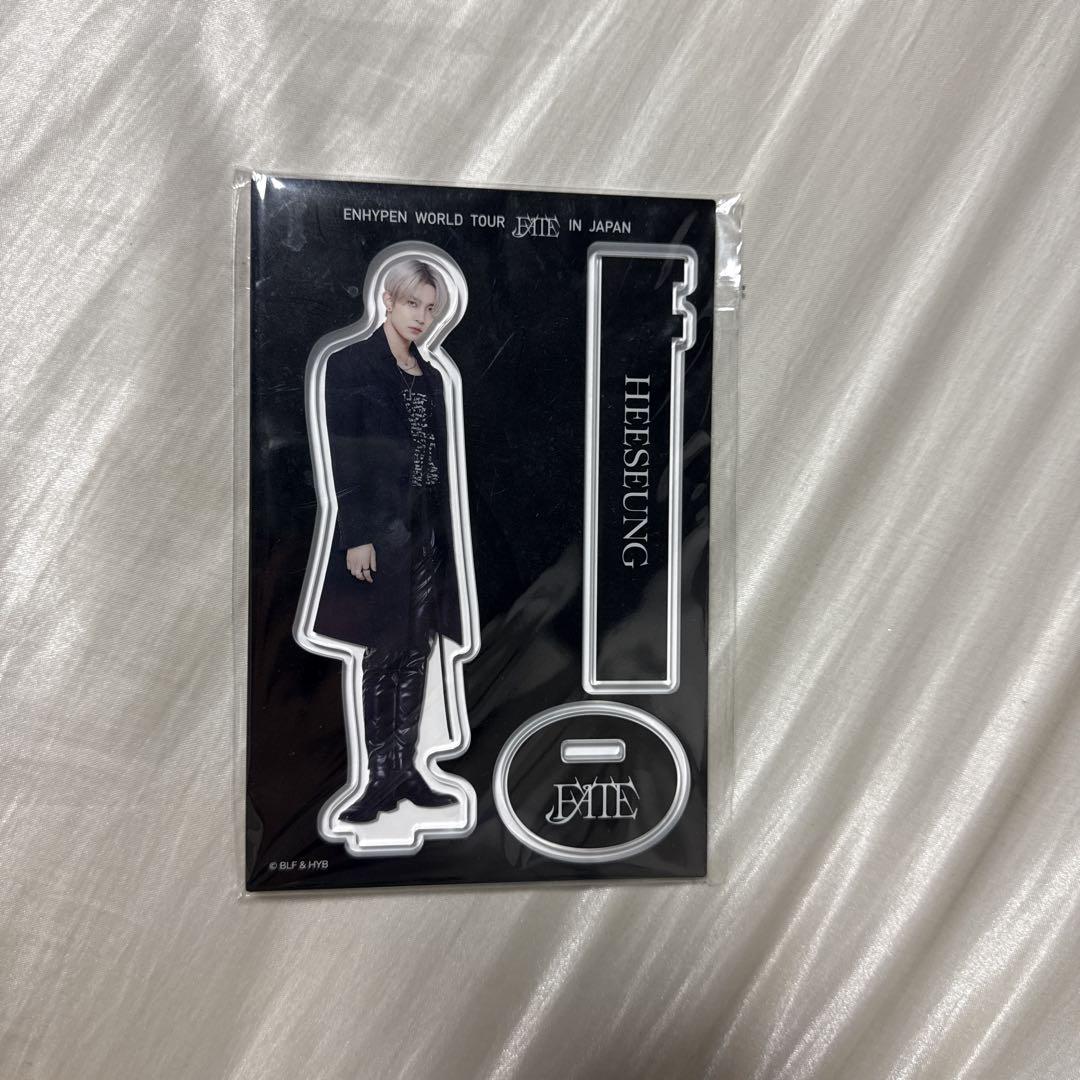 ENHYPEN WORLD TOUR FATE IN JAPAN
HEESEUNG
FATE
© BLF & HYB